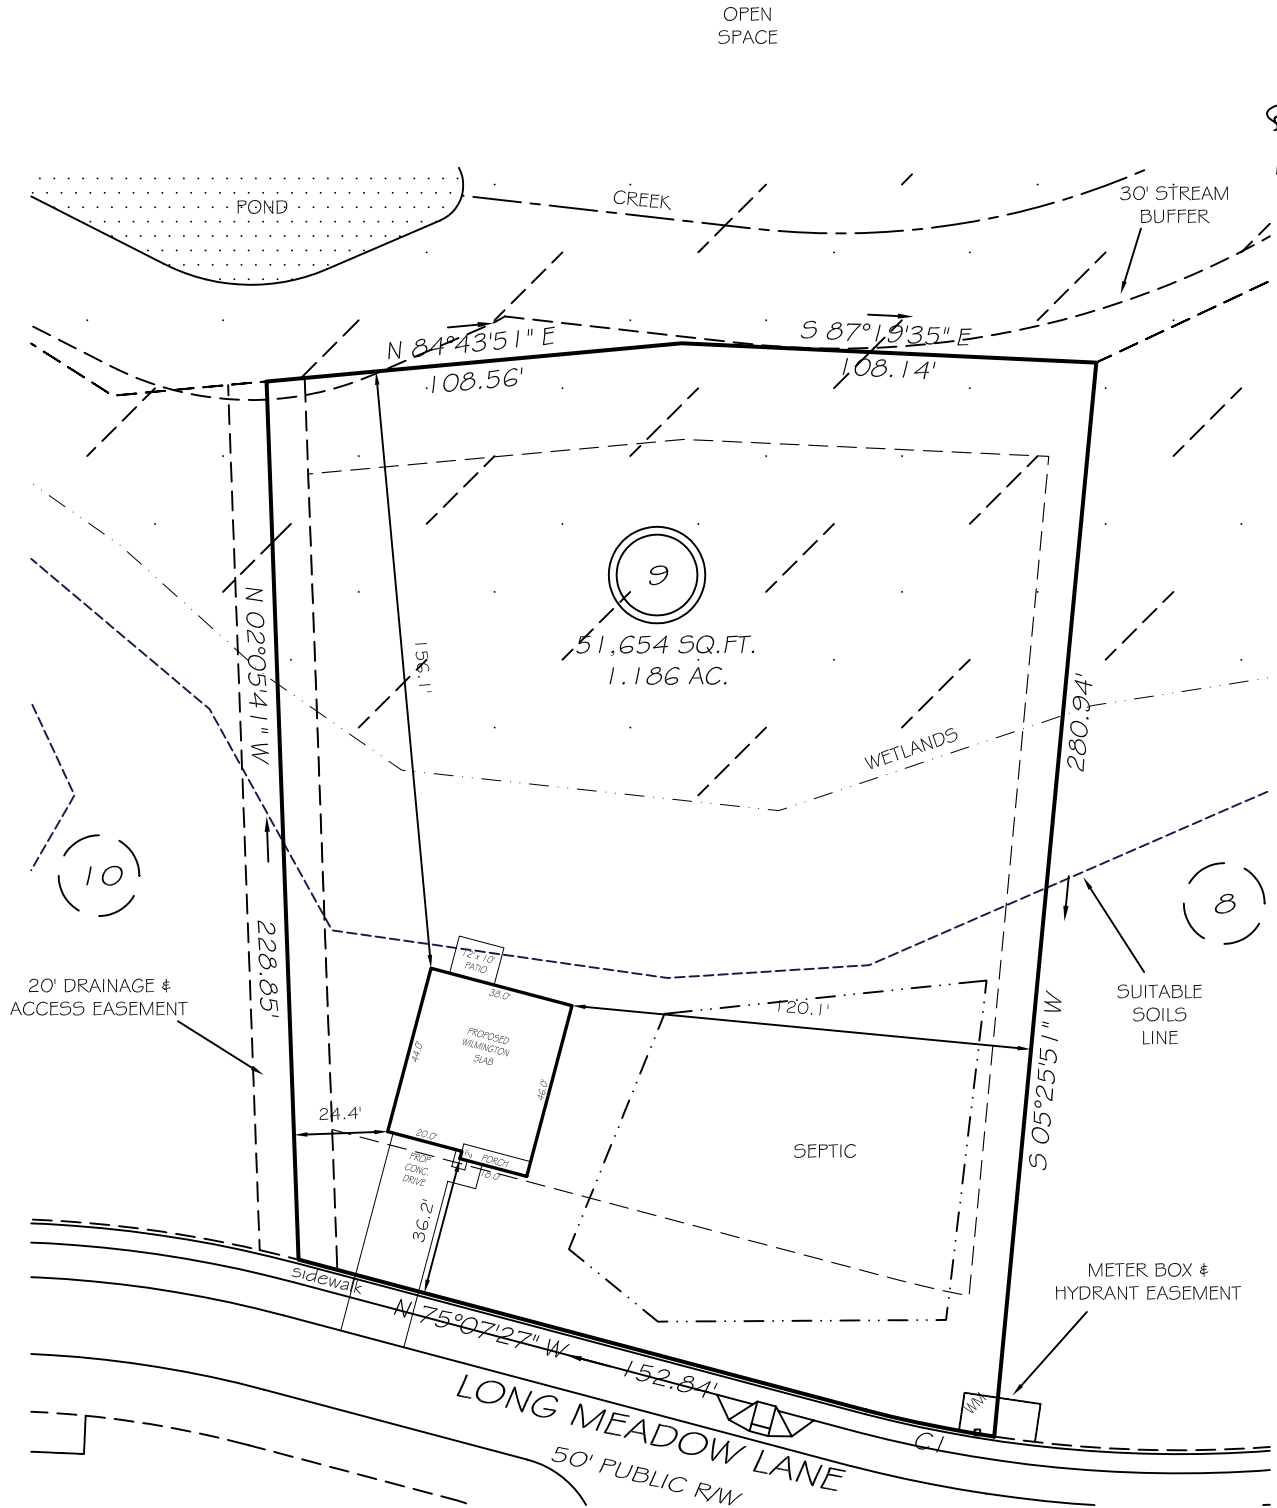 OPEN
SPACE
POND
CREEK
30' STREAM
BUFFER
N 84°43'51" E
108.56'
S 87°19'35" E
108.14'
9
51,654 SQ.FT.
1.186 AC.
156.1'
N 02°05'41" W
228.85'
WETLANDS
280.94'
S 05°25'51" W
10
8
20' DRAINAGE &
ACCESS EASEMENT
SUITABLE
SOILS
LINE
12' x 10'
PATIO
38.0'
PROPOSED
WILMINGTON
SLAB
44.0'
46.0'
120.1'
24.4'
20.0'
PORCH
18.0'
PROP
CONC.
DRIVE
36.2'
SEPTIC
METER BOX &
HYDRANT EASEMENT
WM
sidewalk
N 75°07'27" W
152.84'
C1
LONG MEADOW LANE
50' PUBLIC R/W